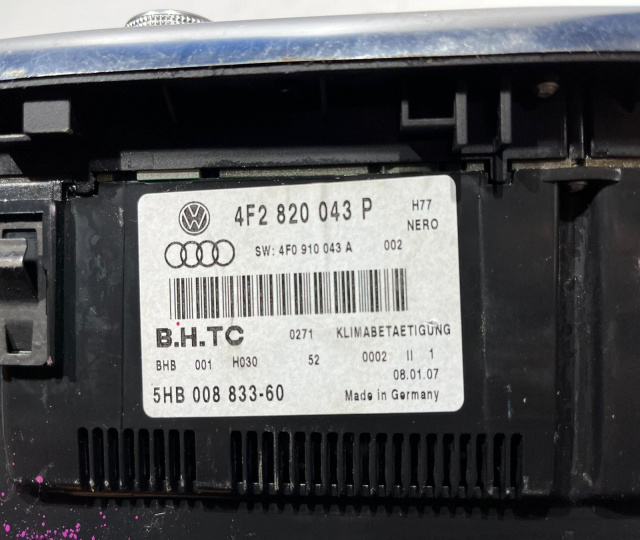 4F2 820 043 P H77
NERO
SW: 4F0 910 043 A 002
B.H.TC 0271 KLIMABETAETIGUNG
BHB 001 H030 52 0002 II 1
08.01.07
5HB 008 833-60 Made in Germany